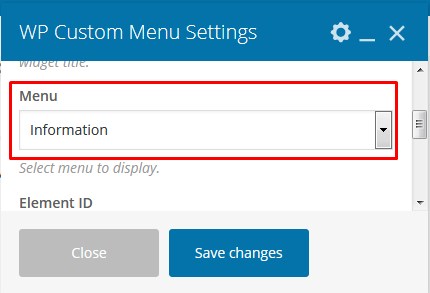 WP Custom Menu Settings
widget title.
Menu
Information
Select menu to display.
Element ID
Close
Save changes